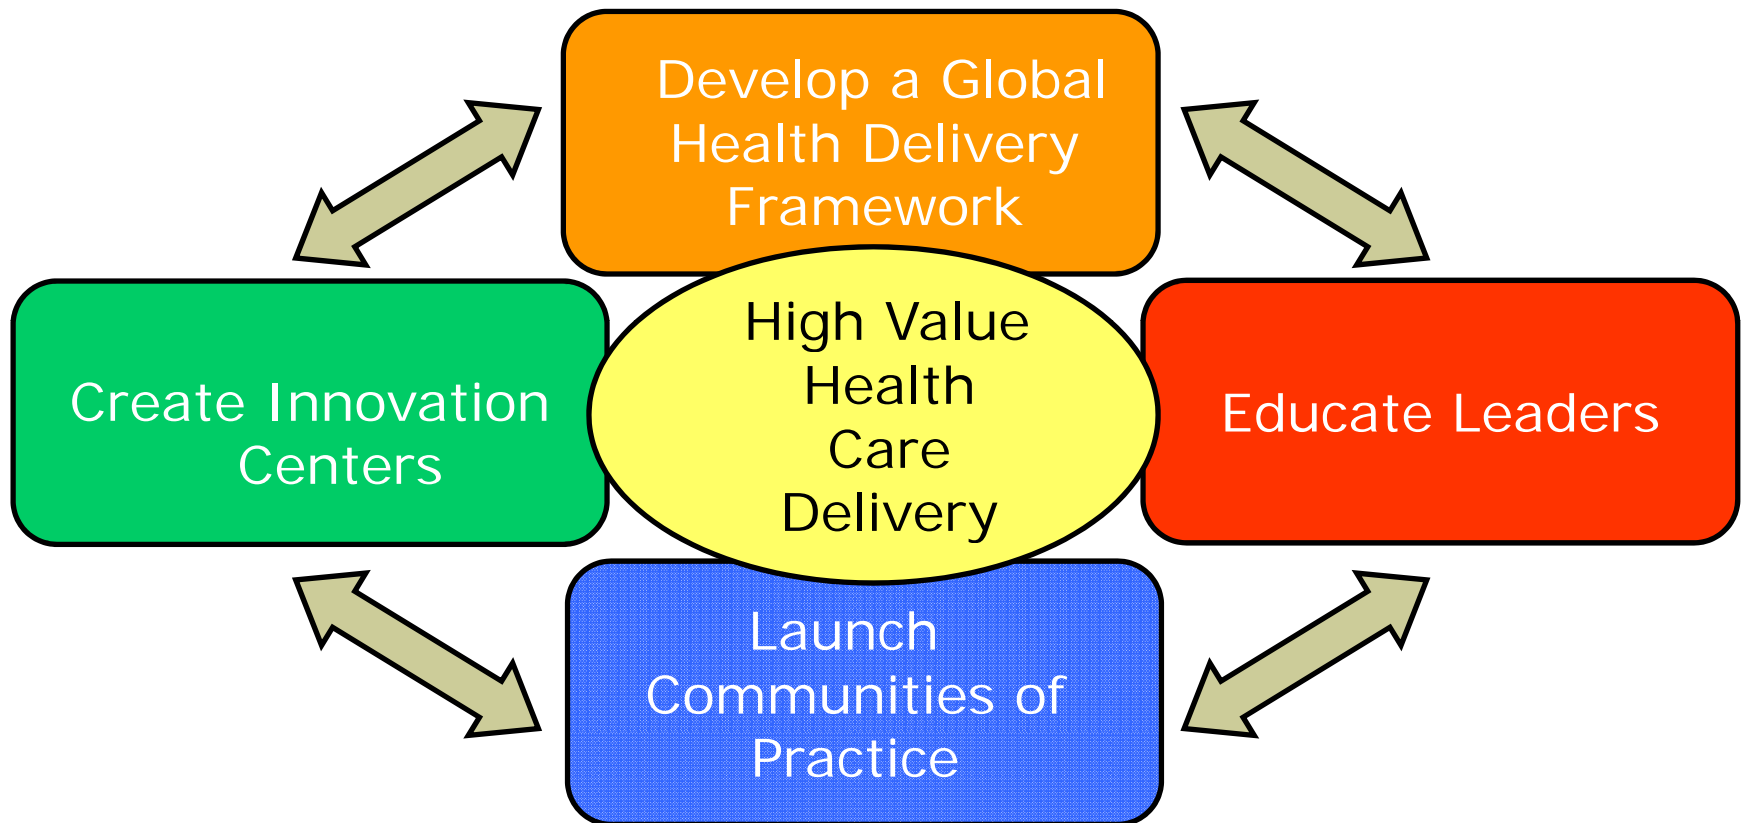 Develop a Global
Health Delivery
Framework
High Value
Health
Care
Delivery
Create Innovation
Centers
Educate Leaders
Launch
Communities of
Practice